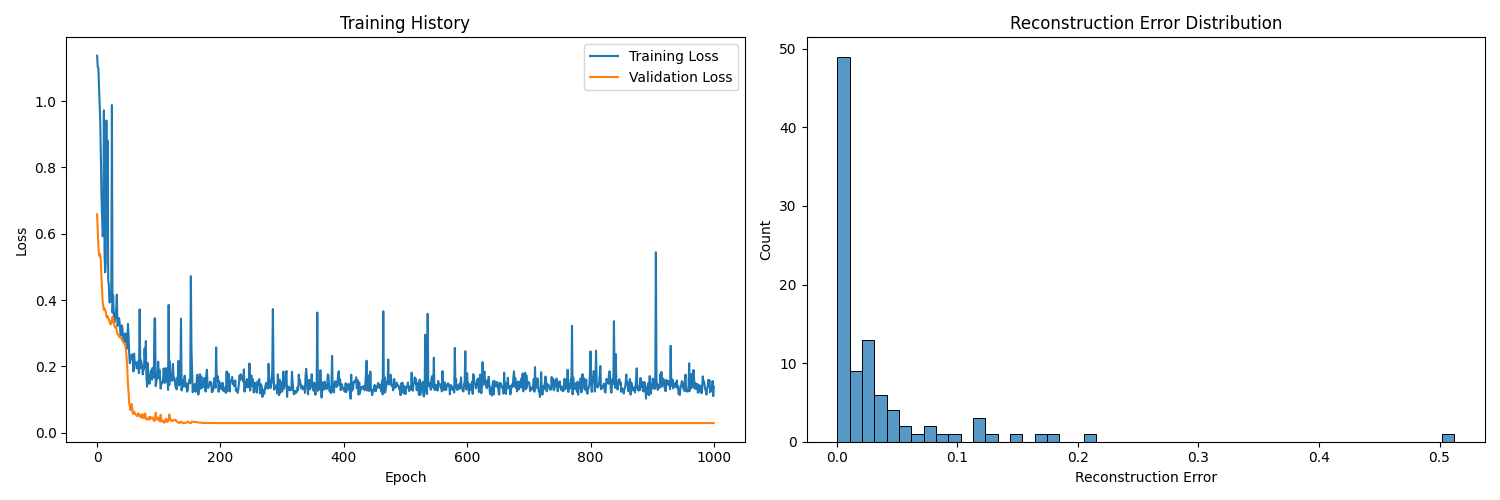 Training History
Training Loss
Validation Loss
Loss
1.0
0.8
0.6
0.4
0.2
0.0
0 200 400 600 800 1000
Epoch
Reconstruction Error Distribution
Count
50
40
30
20
10
0
0.0 0.1 0.2 0.3 0.4 0.5
Reconstruction Error